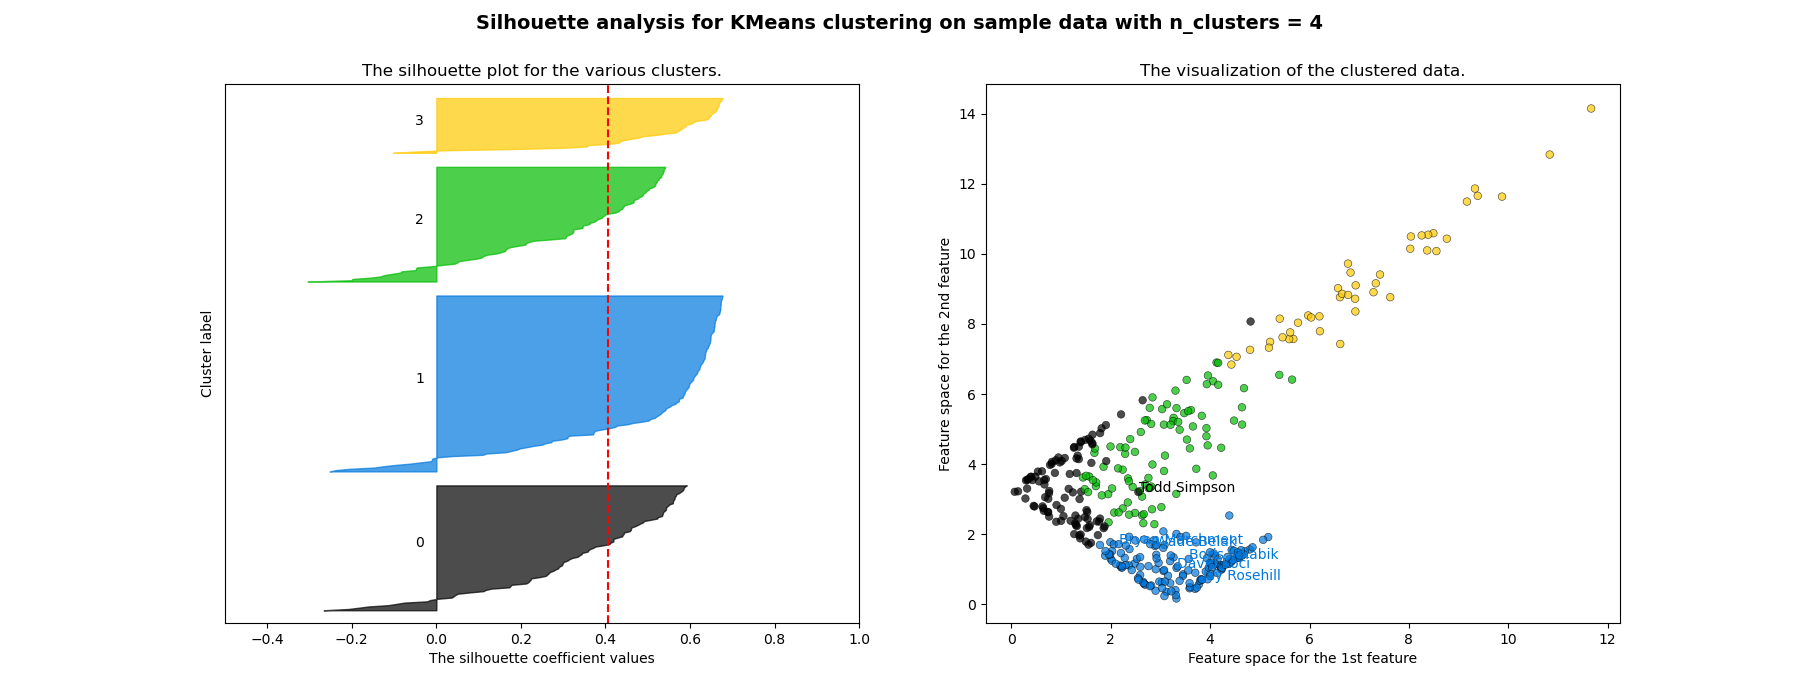 Silhouette analysis for KMeans clustering on sample data with n_clusters = 4
The silhouette plot for the various clusters.
3
2
1
0
Cluster label
−0.4 −0.2 0.0 0.2 0.4 0.6 0.8 1.0
The silhouette coefficient values
The visualization of the clustered data.
14
12
10
8
6
4
2
0
Feature space for the 2nd feature
Todd Simpson
Belak
David
Rosehill
0 2 4 6 8 10 12
Feature space for the 1st feature